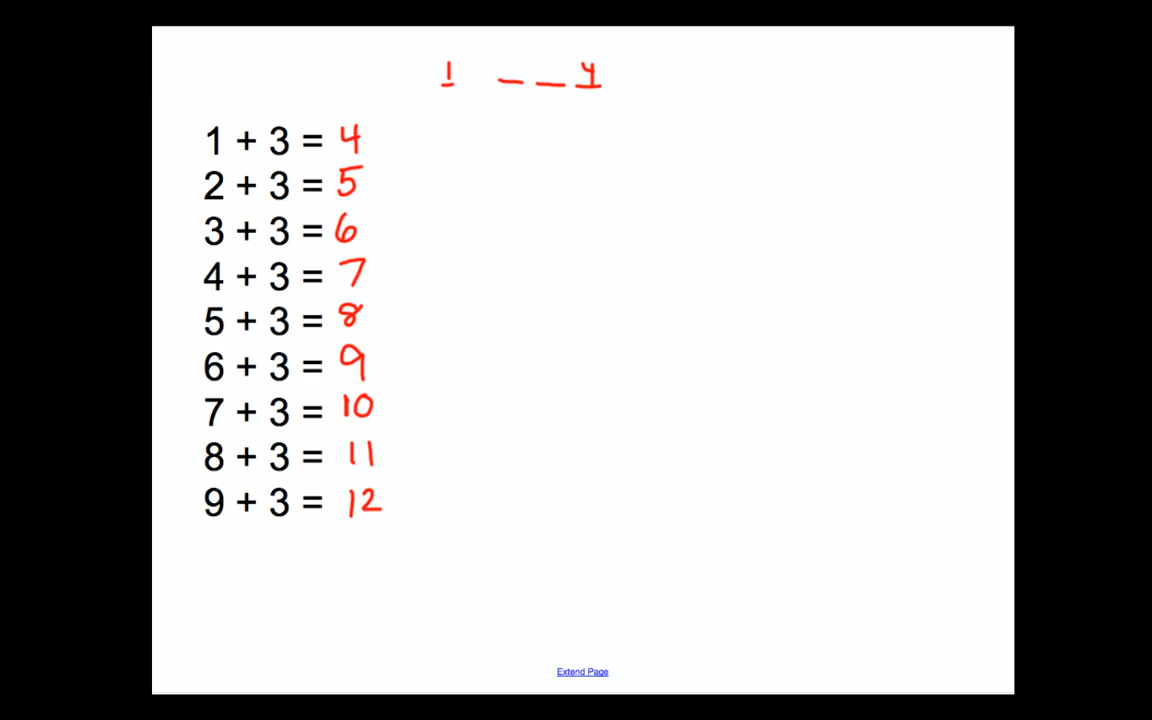 1 _ _ 4
1 + 3 = 4
2 + 3 = 5
3 + 3 = 6
4 + 3 = 7
5 + 3 = 8
6 + 3 = 9
7 + 3 = 10
8 + 3 = 11
9 + 3 = 12
Extend Page